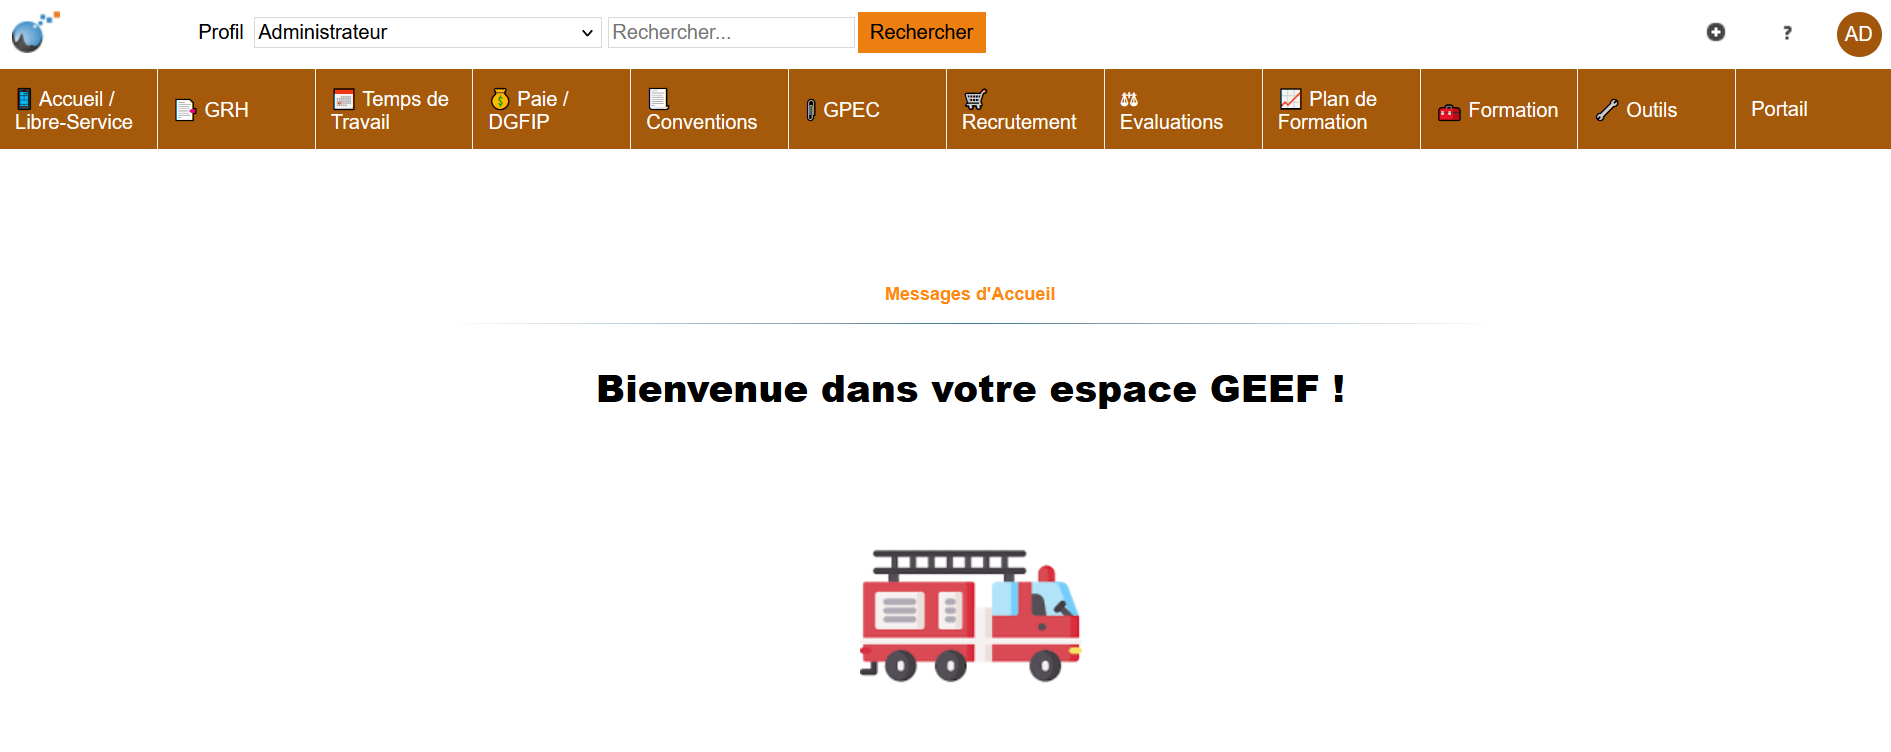 Profil Administrateur Rechercher... Rechercher ? AD
Accueil /
Libre-Service
GRH
Temps de
Travail
Paie /
DGFIP
Conventions
GPEC
Recrutement
Evaluations
Plan de
Formation
Formation
Outils
Portail
Messages d'Accueil
Bienvenue dans votre espace GEEF !